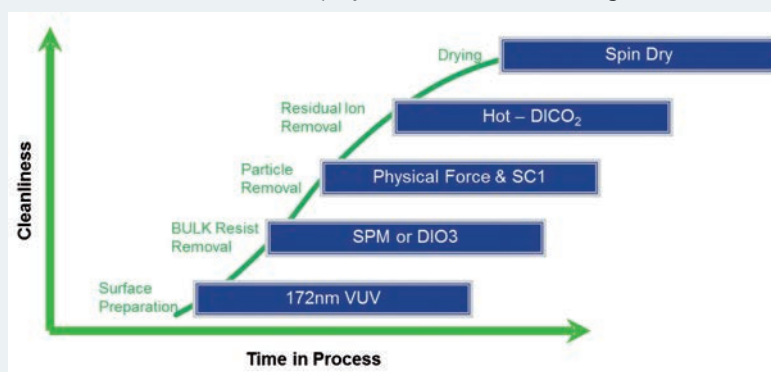 Drying
Spin Dry
Residual Ion
Removal
Hot – DICO₂
Particle
Removal
Physical Force & SC1
BULK Resist
Removal
SPM or DIO3
Surface
Preparation
172nm VUV
Cleanliness
Time in Process